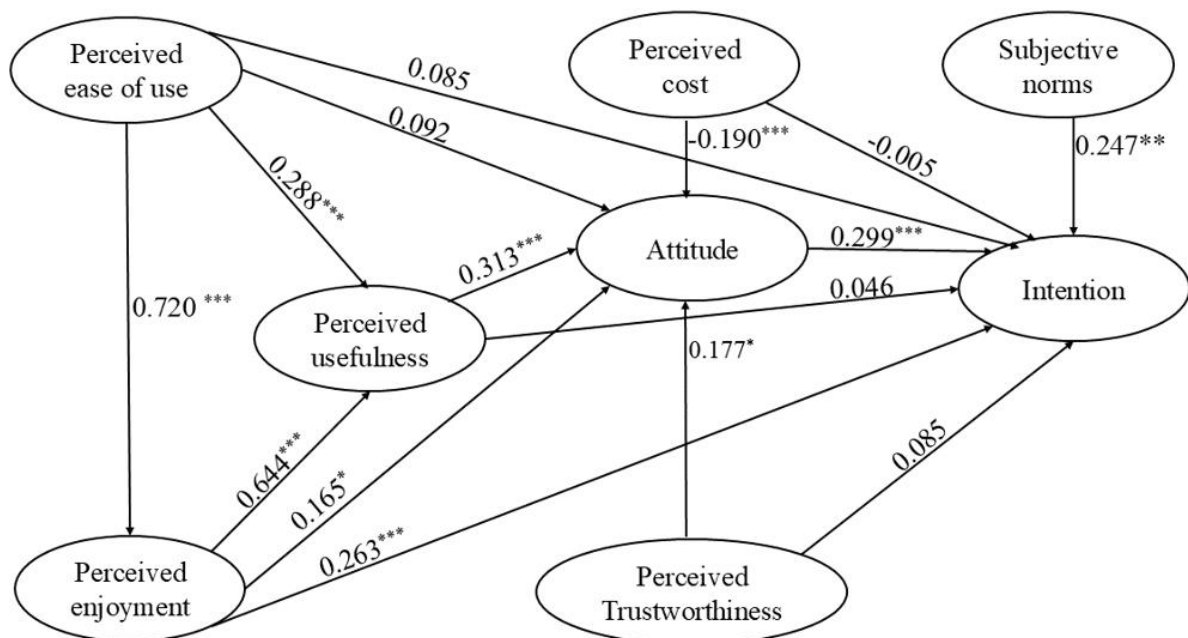 Perceived
ease of use
Perceived
cost
Subjective
norms
0.085
0.092
-0.190***
-0.005
0.247**
0.288***
0.313***
Attitude
0.299***
0.720 ***
Perceived
usefulness
0.046
Intention
0.177*
0.644***
0.165*
0.263***
0.085
Perceived
enjoyment
Perceived
Trustworthiness